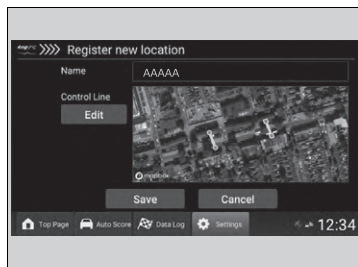 Register new location
Name AAAAA
Control Line
Edit
mapbox
Save Cancel
Top Page Auto Score Data Log Settings 12:34